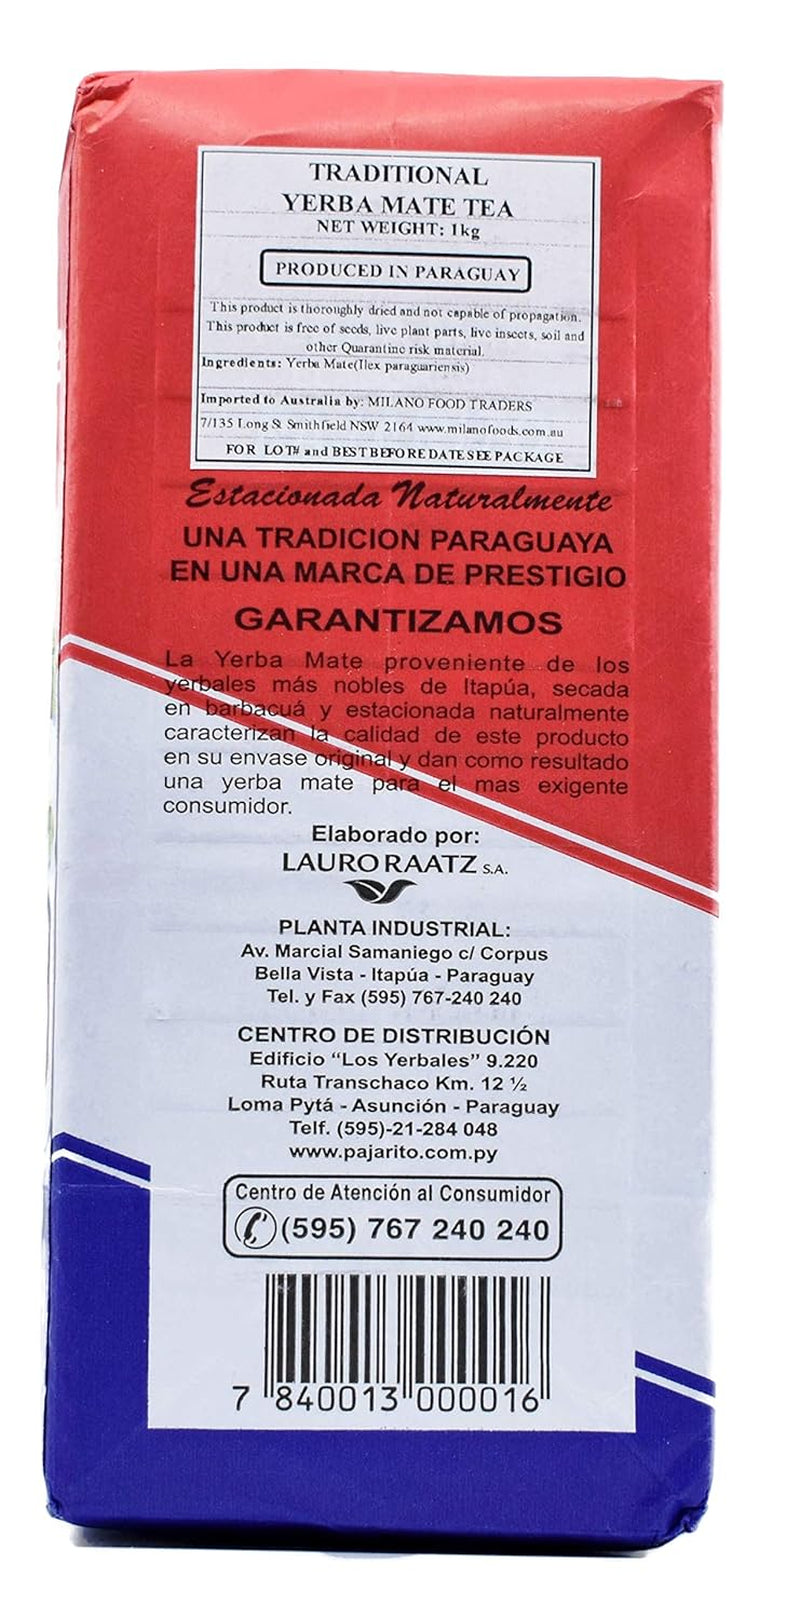 TRADITIONAL
YERBA MATE TEA
NET WEIGHT: 1kg
PRODUCED IN PARAGUAY
This product is thoroughly dried and not capable of propagation.
This product is free of seeds, live plant parts, live insects, soil and
other Quarantine risk material.
Ingredients: Yerba Mate(Ilex paraguariensis)
Imported to Australia by: MILANO FOOD TRADERS
7/135 Long St Smithfield NSW 2164 www.milanofoods.com.au
FOR LOT# and BEST BEFORE DATE SEE PACKAGE
Estacionada Naturalmente
UNA TRADICION PARAGUAYA
EN UNA MARCA DE PRESTIGIO
GARANTIZAMOS
La Yerba Mate proveniente de los
yerbales más nobles de Itapúa, secada
en barbacuá y estacionada naturalmente
caracterizan la calidad de este producto
en su envase original y dan como resultado
una yerba mate para el mas exigente
consumidor.
Elaborado por:
LAURO RAATZ S.A.
PLANTA INDUSTRIAL:
Av. Marcial Samaniego c/ Corpus
Bella Vista - Itapúa - Paraguay
Tel. y Fax (595) 767-240 240
CENTRO DE DISTRIBUCIÓN
Edificio “Los Yerbales” 9.220
Ruta Transchaco Km. 12 ½
Loma Pytá - Asunción - Paraguay
Telf. (595)-21-284 048
www.pajarito.com.py
Centro de Atención al Consumidor
(595) 767 240 240
7 840013 000016